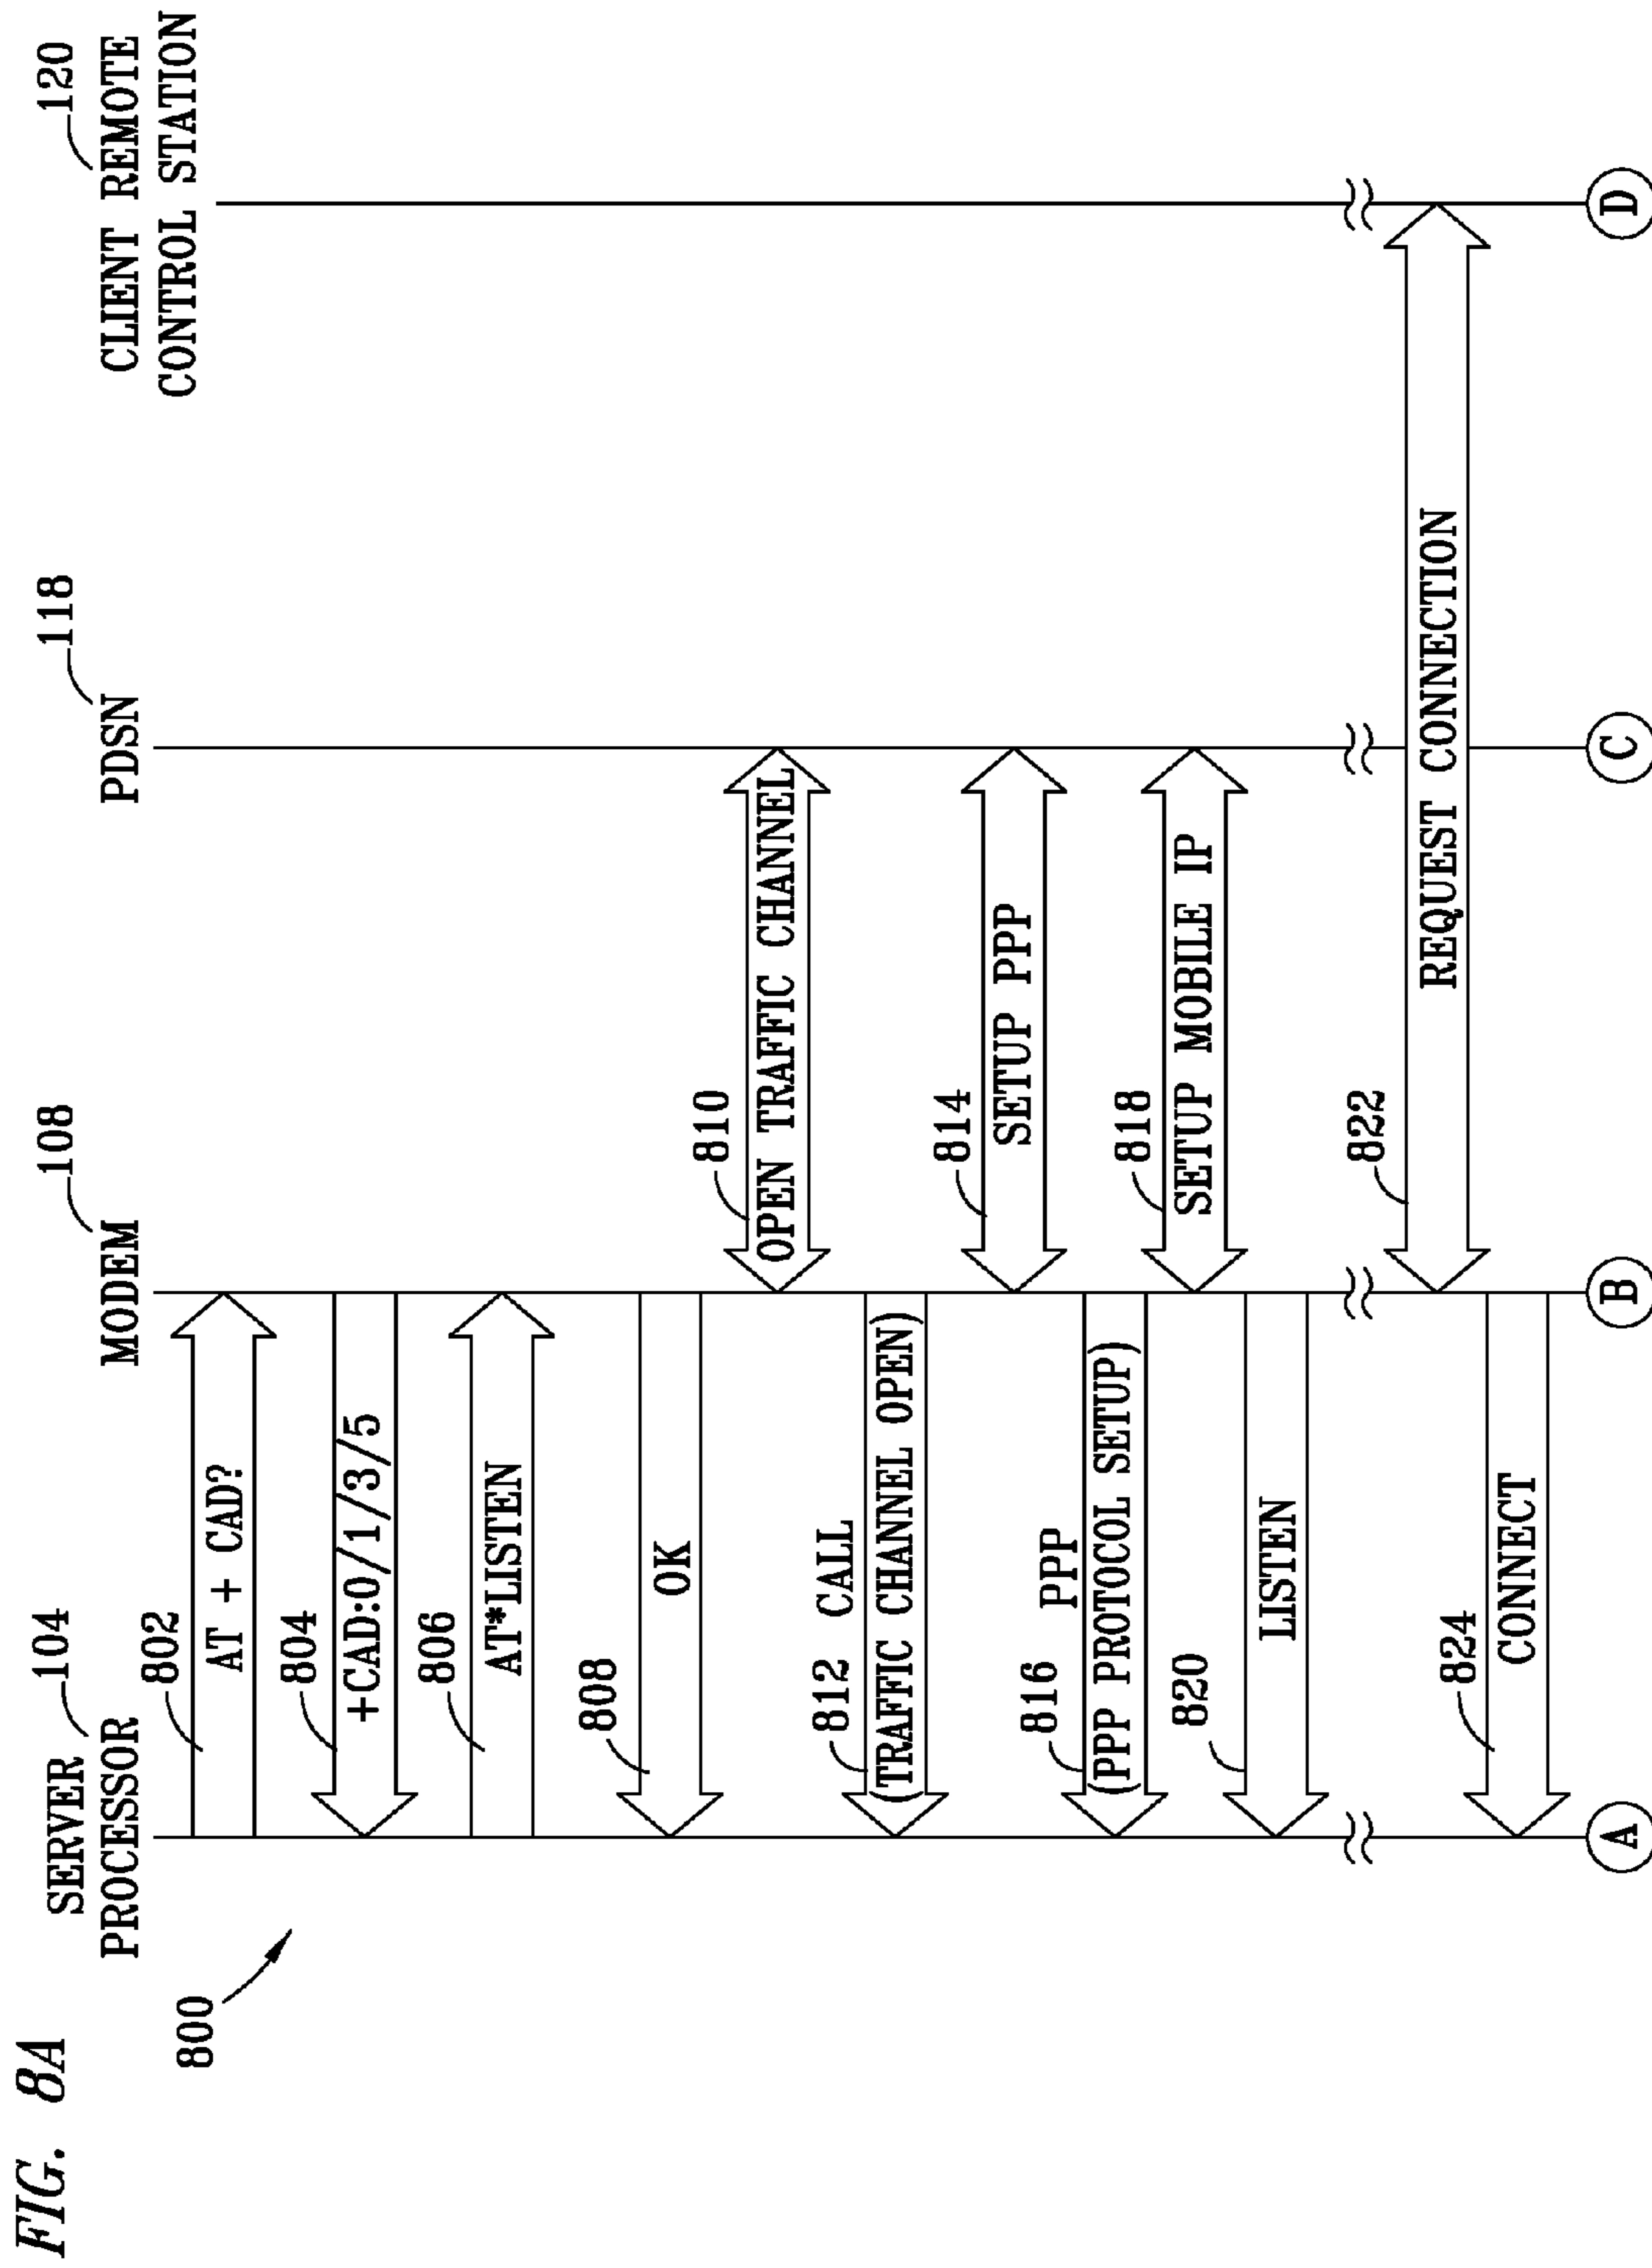 FIG. 8A
800
SERVER
PROCESSOR
104
MODEM
108
PDSN
118
CLIENT REMOTE
CONTROL STATION
120
802
AT + CAD?
804
+CAD:0/1/3/5
806
AT*LISTEN
808
OK
810
OPEN TRAFFIC CHANNEL
812
CALL
(TRAFFIC CHANNEL OPEN)
814
SETUP PPP
816
PPP
(PPP PROTOCOL SETUP)
818
SETUP MOBILE IP
820
LISTEN
822
REQUEST CONNECTION
824
CONNECT
A
B
C
D